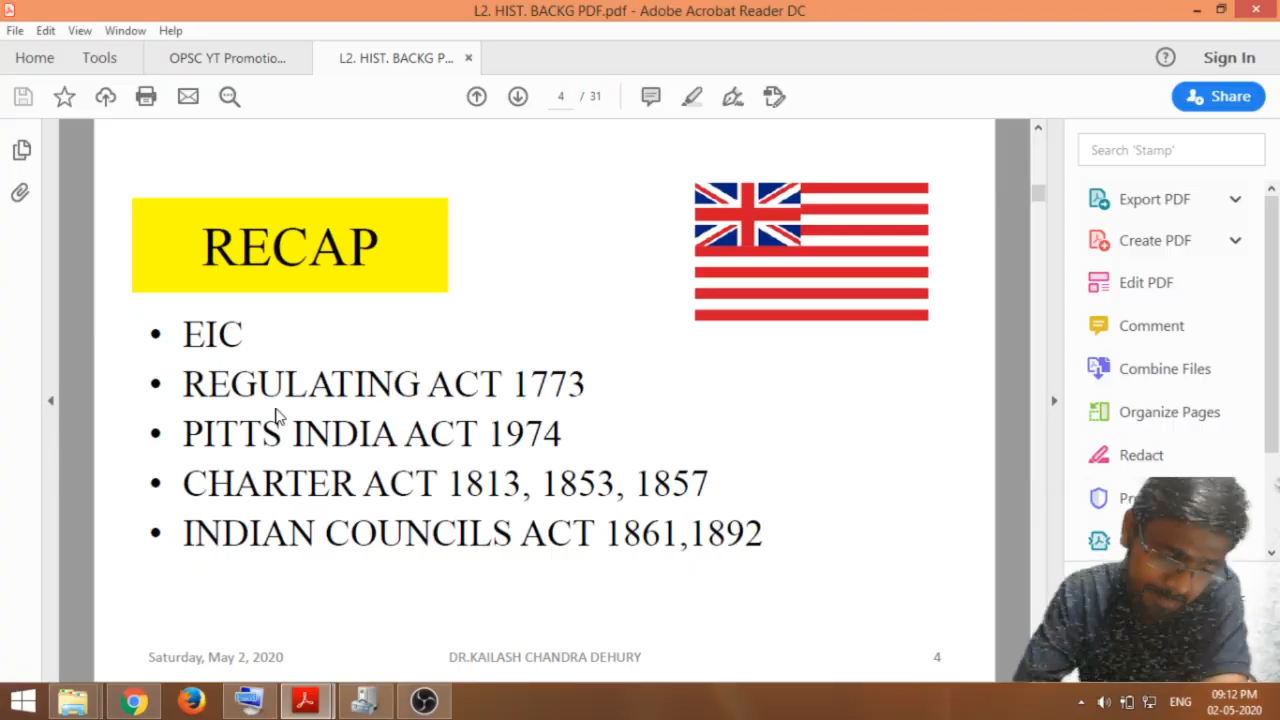 L2. HIST. BACKG PDF.pdf - Adobe Acrobat Reader DC
File Edit View Window Help
Home Tools OPSC YT Promotio... L2. HIST. BACKG P... × Sign In
4 / 31 Share
Search 'Stamp'
Export PDF
Create PDF
Edit PDF
Comment
Combine Files
Organize Pages
Redact
RECAP
• EIC
• REGULATING ACT 1773
• PITTS INDIA ACT 1974
• CHARTER ACT 1813, 1853, 1857
• INDIAN COUNCILS ACT 1861,1892
Saturday, May 2, 2020 DR.KAILASH CHANDRA DEHURY 4
ENG 09:12 PM
02-05-2020